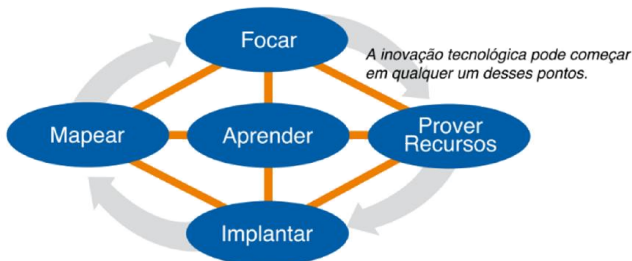 Focar
A inovação tecnológica pode começar
em qualquer um desses pontos.
Mapear
Aprender
Prover
Recursos
Implantar